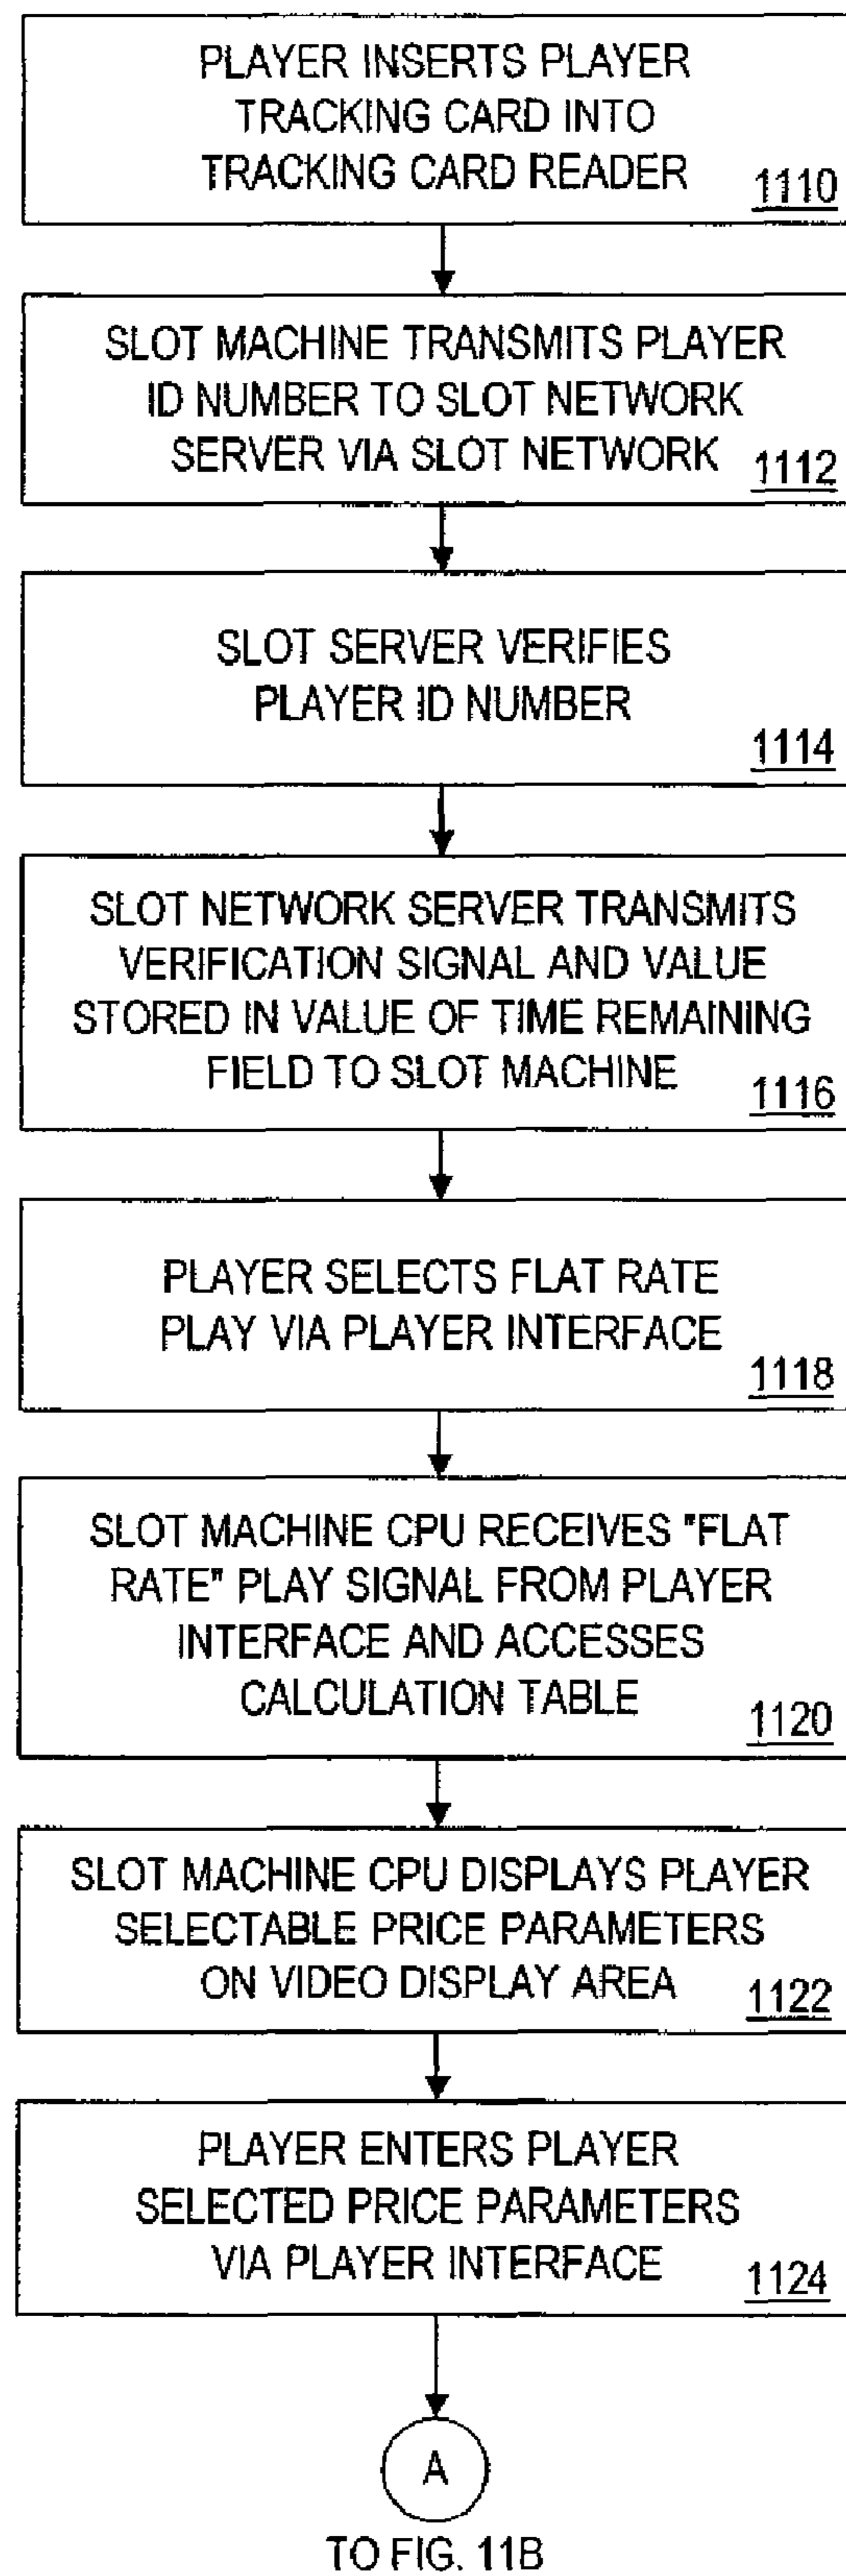 PLAYER INSERTS PLAYER
TRACKING CARD INTO
TRACKING CARD READER
1110
SLOT MACHINE TRANSMITS PLAYER
ID NUMBER TO SLOT NETWORK
SERVER VIA SLOT NETWORK
1112
SLOT SERVER VERIFIES
PLAYER ID NUMBER
1114
SLOT NETWORK SERVER TRANSMITS
VERIFICATION SIGNAL AND VALUE
STORED IN VALUE OF TIME REMAINING
FIELD TO SLOT MACHINE
1116
PLAYER SELECTS FLAT RATE
PLAY VIA PLAYER INTERFACE
1118
SLOT MACHINE CPU RECEIVES "FLAT
RATE" PLAY SIGNAL FROM PLAYER
INTERFACE AND ACCESSES
CALCULATION TABLE
1120
SLOT MACHINE CPU DISPLAYS PLAYER
SELECTABLE PRICE PARAMETERS
ON VIDEO DISPLAY AREA
1122
PLAYER ENTERS PLAYER
SELECTED PRICE PARAMETERS
VIA PLAYER INTERFACE
1124
A
TO FIG. 11B